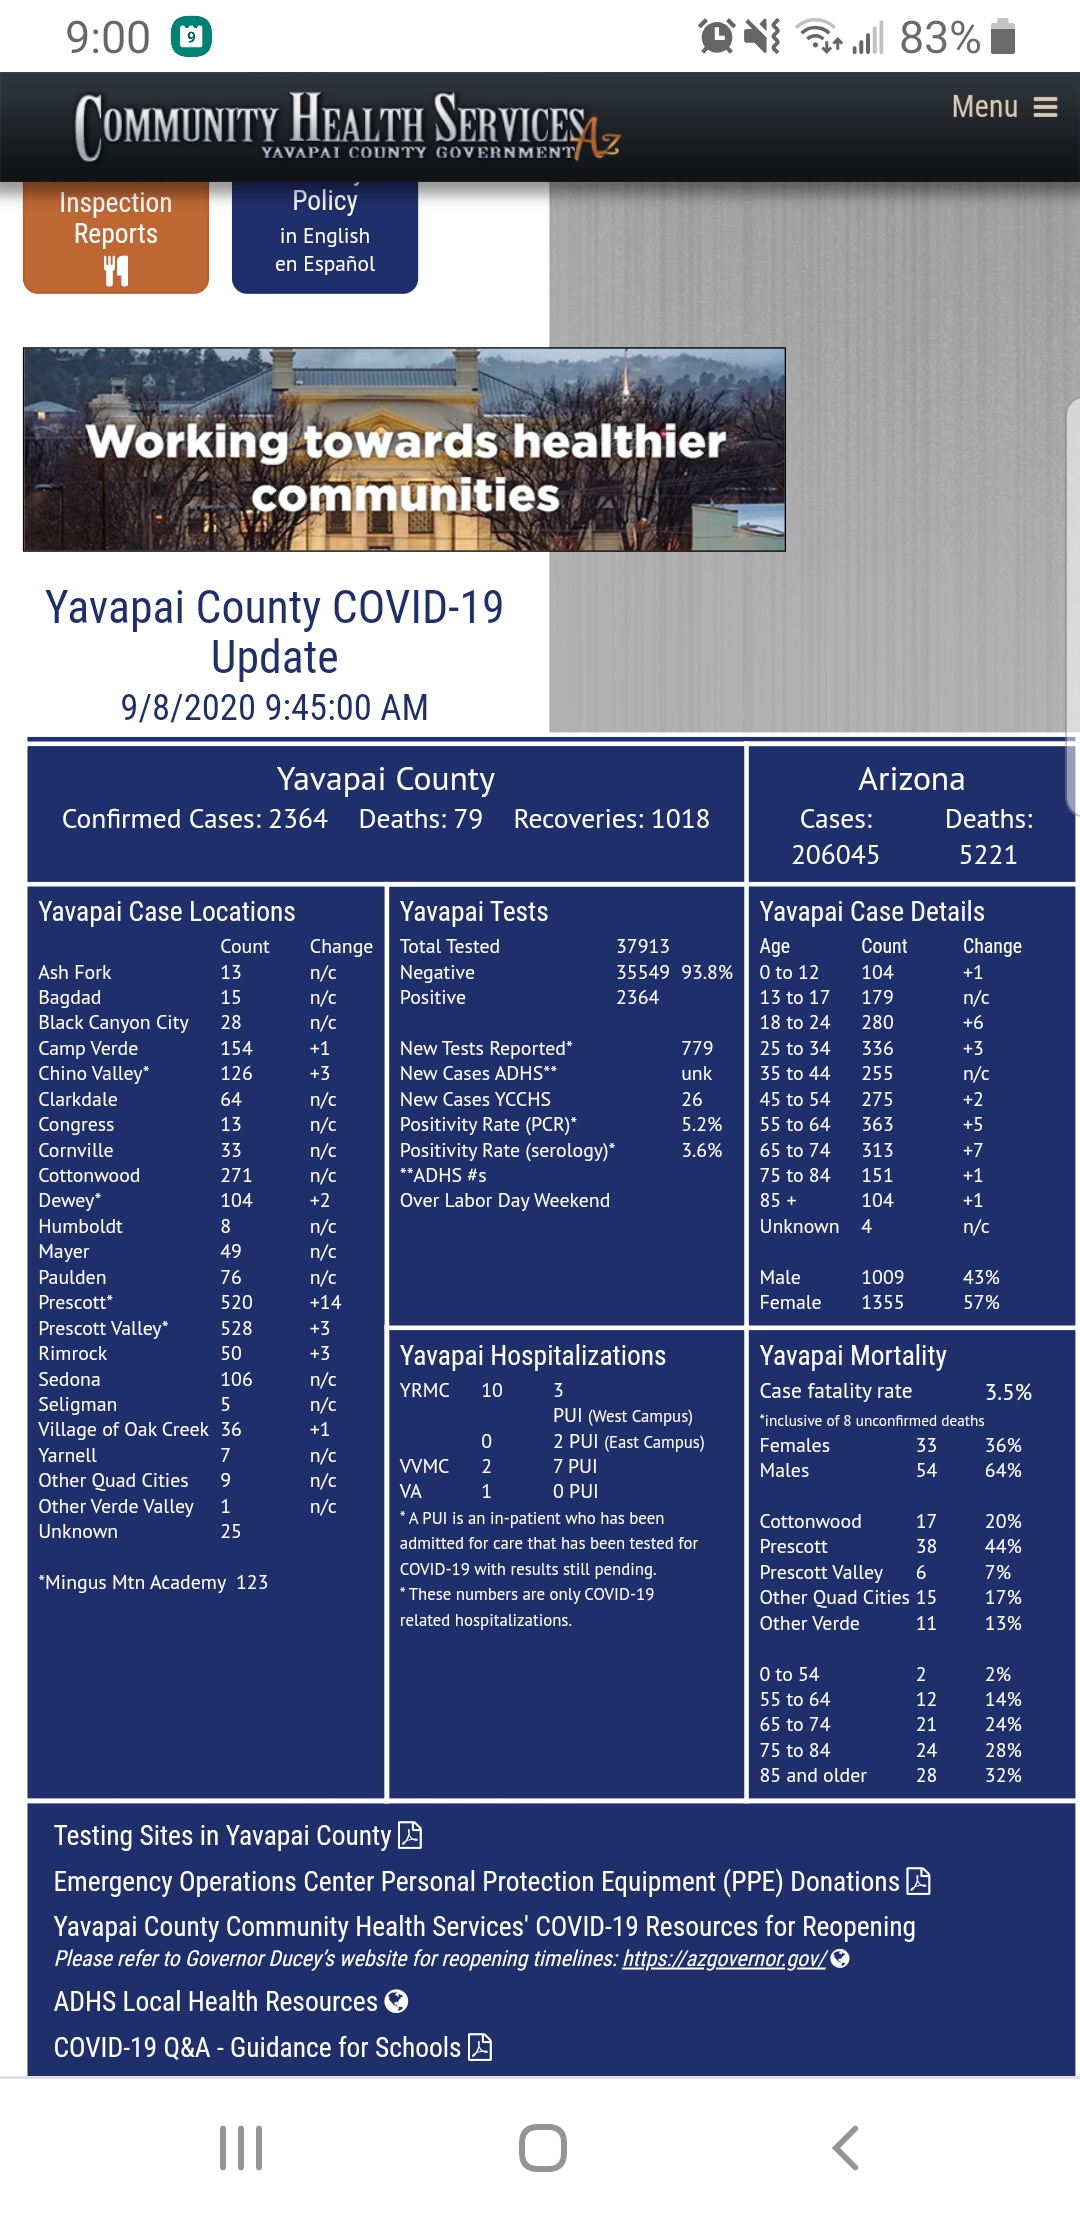 9:00
9
83%
COMMUNITY HEALTH SERVICES Az
YAVAPAI COUNTY GOVERNMENT
Menu
Inspection
Reports
Policy
in English
en Español
Working towards healthier
communities
Yavapai County COVID-19
Update
9/8/2020 9:45:00 AM
Yavapai County
Confirmed Cases: 2364 Deaths: 79 Recoveries: 1018
Arizona
Cases: Deaths:
206045 5221
Yavapai Case Locations
Count Change
Ash Fork 13 n/c
Bagdad 15 n/c
Black Canyon City 28 n/c
Camp Verde 154 +1
Chino Valley* 126 +3
Clarkdale 64 n/c
Congress 13 n/c
Cornville 33 n/c
Cottonwood 271 n/c
Dewey* 104 +2
Humboldt 8 n/c
Mayer 49 n/c
Paulden 76 n/c
Prescott* 520 +14
Prescott Valley* 528 +3
Rimrock 50 +3
Sedona 106 n/c
Seligman 5 n/c
Village of Oak Creek 36 +1
Yarnell 7 n/c
Other Quad Cities 9 n/c
Other Verde Valley 1 n/c
Unknown 25
*Mingus Mtn Academy 123
Yavapai Tests
Total Tested 37913
Negative 35549 93.8%
Positive 2364
New Tests Reported* 779
New Cases ADHS** unk
New Cases YCCHS 26
Positivity Rate (PCR)* 5.2%
Positivity Rate (serology)* 3.6%
**ADHS #s
Over Labor Day Weekend
Yavapai Case Details
Age Count Change
0 to 12 104 +1
13 to 17 179 n/c
18 to 24 280 +6
25 to 34 336 +3
35 to 44 255 n/c
45 to 54 275 +2
55 to 64 363 +5
65 to 74 313 +7
75 to 84 151 +1
85 + 104 +1
Unknown 4 n/c
Male 1009 43%
Female 1355 57%
Yavapai Hospitalizations
YRMC 10 3
PUI (West Campus)
0 2 PUI (East Campus)
VVMC 2 7 PUI
VA 1 0 PUI
* A PUI is an in-patient who has been
admitted for care that has been tested for
COVID-19 with results still pending.
* These numbers are only COVID-19
related hospitalizations.
Yavapai Mortality
Case fatality rate 3.5%
*inclusive of 8 unconfirmed deaths
Females 33 36%
Males 54 64%
Cottonwood 17 20%
Prescott 38 44%
Prescott Valley 6 7%
Other Quad Cities 15 17%
Other Verde 11 13%
0 to 54 2 2%
55 to 64 12 14%
65 to 74 21 24%
75 to 84 24 28%
85 and older 28 32%
Testing Sites in Yavapai County
Emergency Operations Center Personal Protection Equipment (PPE) Donations
Yavapai County Community Health Services' COVID-19 Resources for Reopening
Please refer to Governor Ducey's website for reopening timelines: https://azgovernor.gov/
ADHS Local Health Resources
COVID-19 Q&A - Guidance for Schools